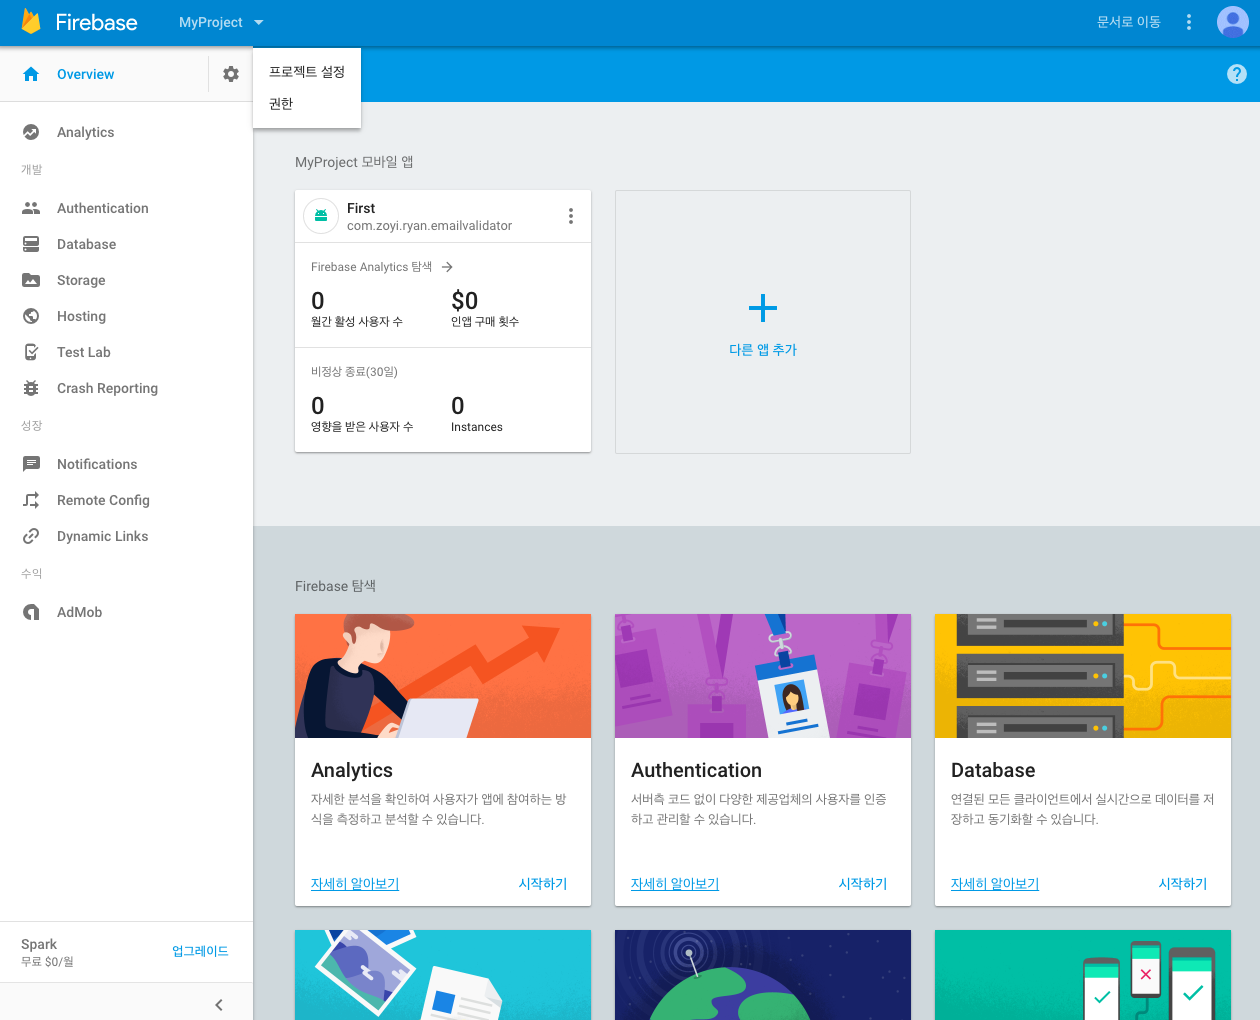 Firebase
MyProject
문서로 이동
Overview
프로젝트 설정
권한
Analytics
개발
Authentication
Database
Storage
Hosting
Test Lab
Crash Reporting
성장
Notifications
Remote Config
Dynamic Links
수익
AdMob
Spark
무료 $0/월
업그레이드
MyProject 모바일 앱
First
com.zoyi.ryan.emailvalidator
Firebase Analytics 탐색
0 $0
월간 활성 사용자 수 인앱 구매 횟수
비정상 종료(30일)
0 0
영향을 받은 사용자 수 Instances
다른 앱 추가
Firebase 탐색
Analytics
자세한 분석을 확인하여 사용자가 앱에 참여하는 방
식을 측정하고 분석할 수 있습니다.
자세히 알아보기 시작하기
Authentication
서버측 코드 없이 다양한 제공업체의 사용자를 인증
하고 관리할 수 있습니다.
자세히 알아보기 시작하기
Database
연결된 모든 클라이언트에서 실시간으로 데이터를 저
장하고 동기화할 수 있습니다.
자세히 알아보기 시작하기